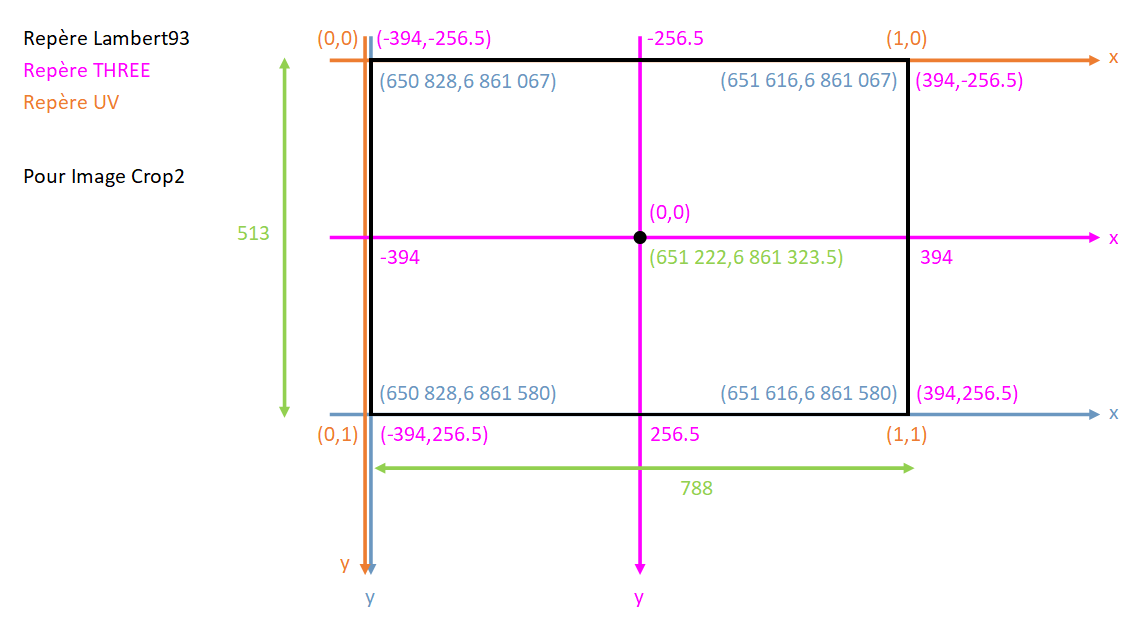 Repère Lambert93
Repère THREE
Repère UV
Pour Image Crop2
(0,0)
(-394,-256.5)
-256.5
(1,0)
x
(650 828,6 861 067)
(651 616,6 861 067)
(394,-256.5)
(0,0)
513
-394
(651 222,6 861 323.5)
394
x
(650 828,6 861 580)
(651 616,6 861 580)
(394,256.5)
x
(0,1)
(-394,256.5)
256.5
(1,1)
788
y
y
y